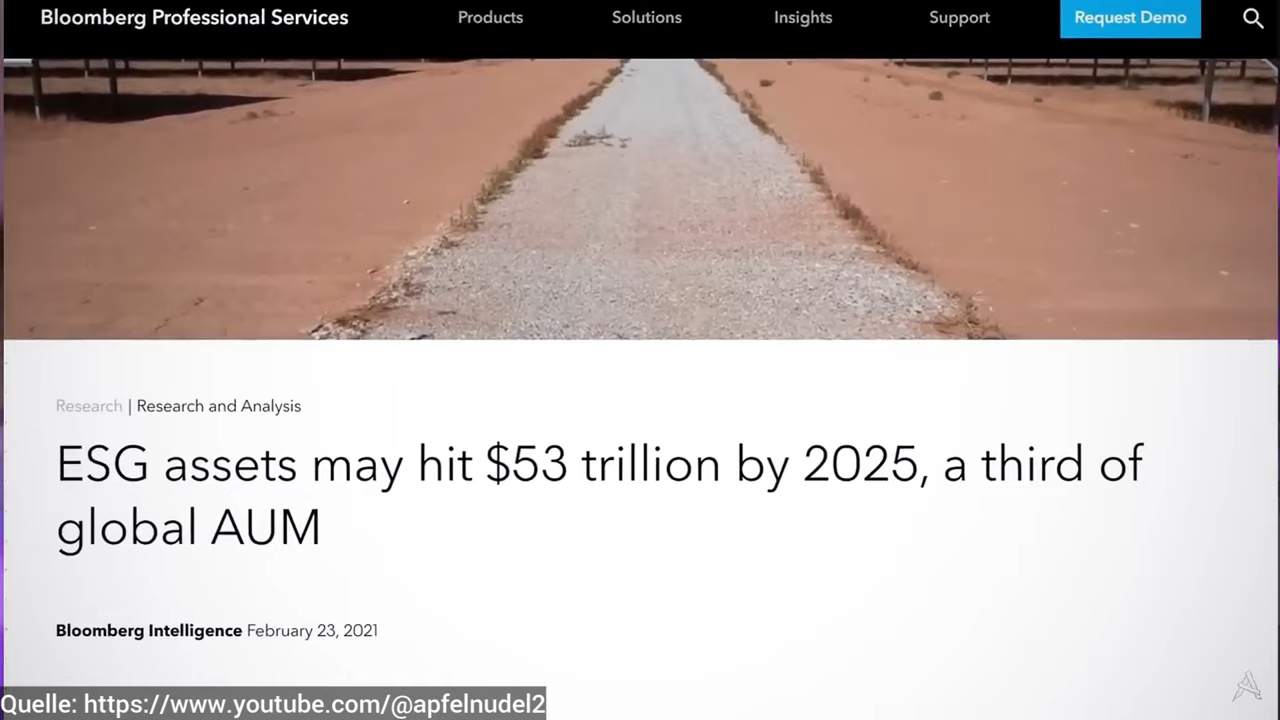 Bloomberg Professional Services Products Solutions Insights Support Request Demo
Research | Research and Analysis
ESG assets may hit $53 trillion by 2025, a third of
global AUM
Bloomberg Intelligence February 23, 2021
Quelle: https://www.youtube.com/@apfelnudel2